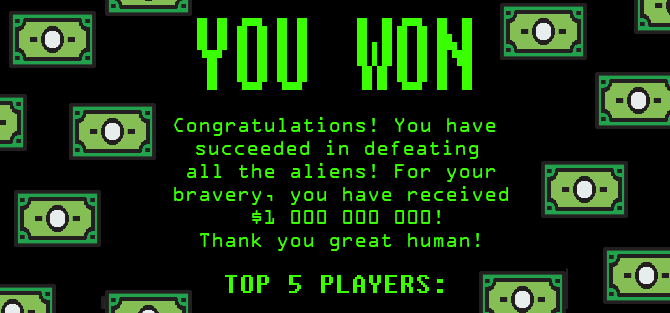 YOU WON
Congratulations! You have
succeeded in defeating
all the aliens! For your
bravery, you have received
$1 000 000 000!
Thank you great human!
TOP 5 PLAYERS: